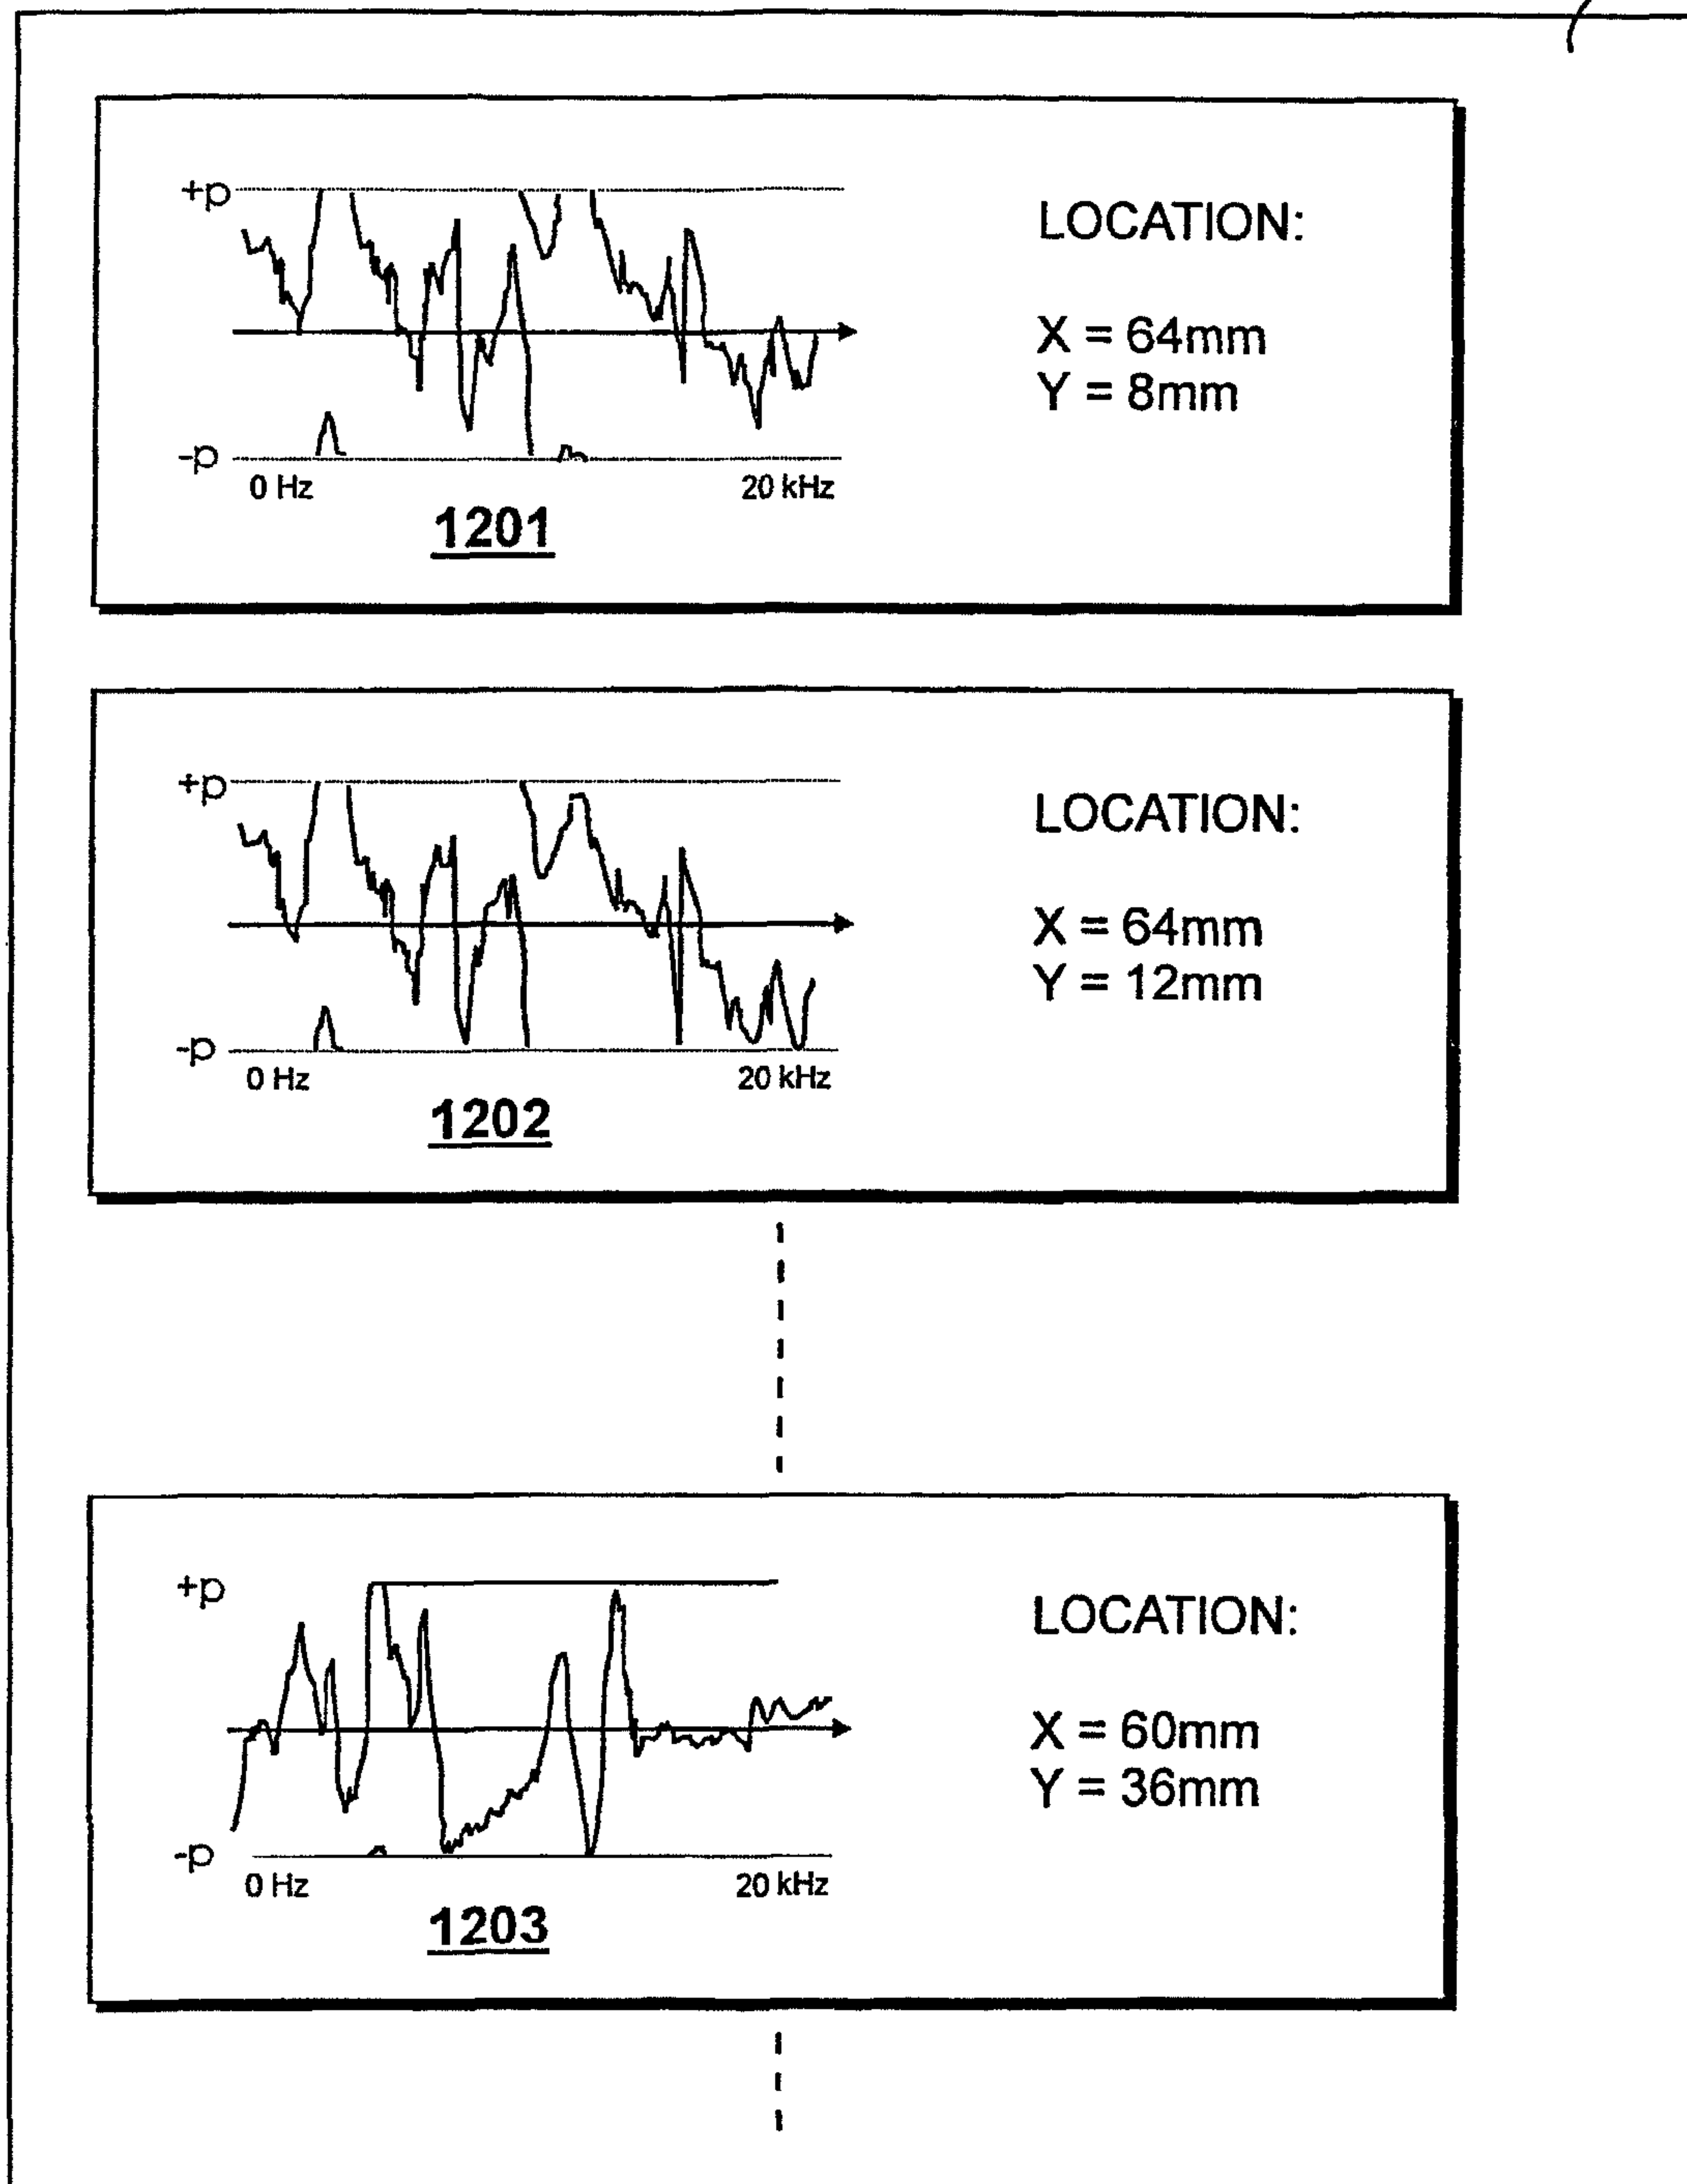 +p
LOCATION:
X = 64mm
Y = 8mm
-p
0 Hz 20 kHz
1201
+p
LOCATION:
X = 64mm
Y = 12mm
-p
0 Hz 20 kHz
1202
+p
LOCATION:
X = 60mm
Y = 36mm
-p
0 Hz 20 kHz
1203